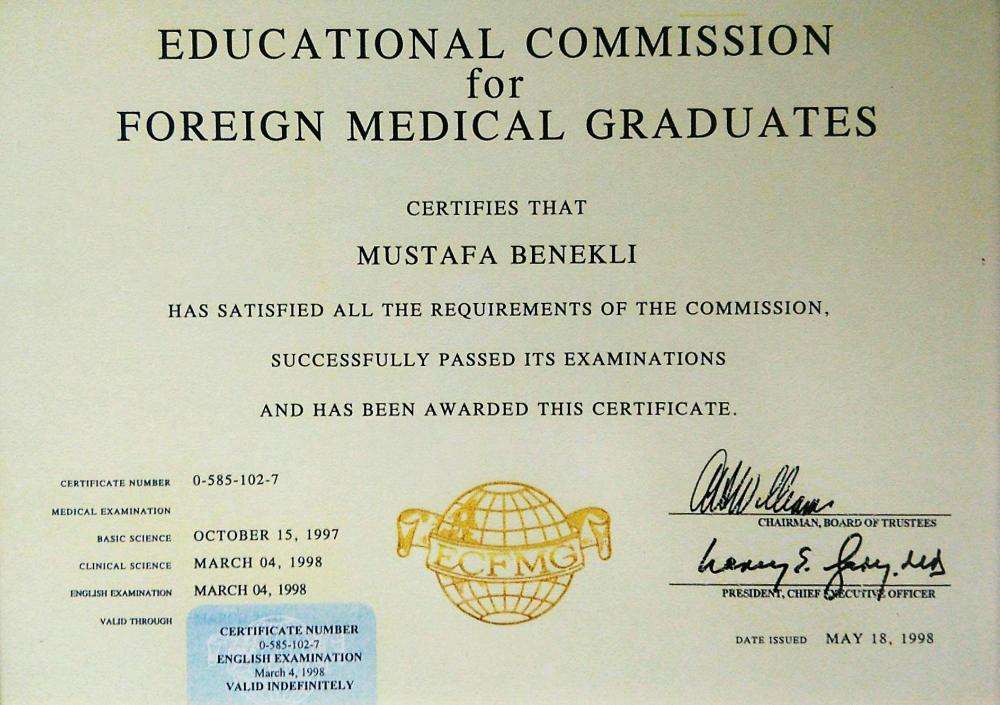 EDUCATIONAL COMMISSION
for
FOREIGN MEDICAL GRADUATES
CERTIFIES THAT
MUSTAFA BENEKLI
HAS SATISFIED ALL THE REQUIREMENTS OF THE COMMISSION,
SUCCESSFULLY PASSED ITS EXAMINATIONS
AND HAS BEEN AWARDED THIS CERTIFICATE.
CERTIFICATE NUMBER 0-585-102-7
MEDICAL EXAMINATION
BASIC SCIENCE OCTOBER 15, 1997
CLINICAL SCIENCE MARCH 04, 1998
ENGLISH EXAMINATION MARCH 04, 1998
VALID THROUGH
CERTIFICATE NUMBER
0-585-102-7
ENGLISH EXAMINATION
March 4, 1998
VALID INDEFINITELY
ECFMG
Williams
CHAIRMAN, BOARD OF TRUSTEES
PRESIDENT, CHIEF EXECUTIVE OFFICER
DATE ISSUED MAY 18, 1998